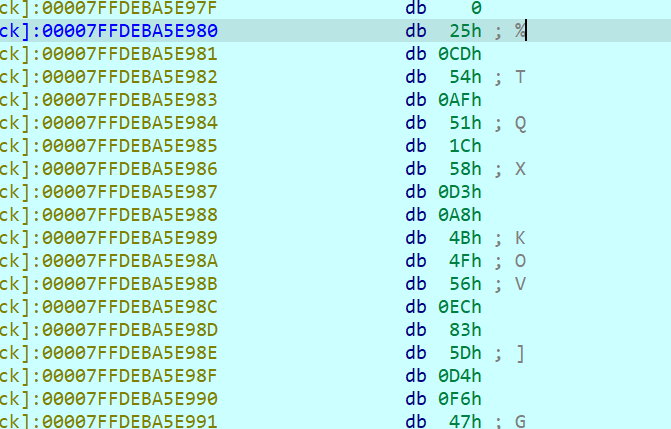 ck]:00007FFDEBA5E97F db 0
ck]:00007FFDEBA5E980 db 25h ; %
ck]:00007FFDEBA5E981 db 0CDh
ck]:00007FFDEBA5E982 db 54h ; T
ck]:00007FFDEBA5E983 db 0AFh
ck]:00007FFDEBA5E984 db 51h ; Q
ck]:00007FFDEBA5E985 db 1Ch
ck]:00007FFDEBA5E986 db 58h ; X
ck]:00007FFDEBA5E987 db 0D3h
ck]:00007FFDEBA5E988 db 0A8h
ck]:00007FFDEBA5E989 db 4Bh ; K
ck]:00007FFDEBA5E98A db 4Fh ; O
ck]:00007FFDEBA5E98B db 56h ; V
ck]:00007FFDEBA5E98C db 0ECh
ck]:00007FFDEBA5E98D db 83h
ck]:00007FFDEBA5E98E db 5Dh ; ]
ck]:00007FFDEBA5E98F db 0D4h
ck]:00007FFDEBA5E990 db 0F6h
ck]:00007FFDEBA5E991 db 47h ; G